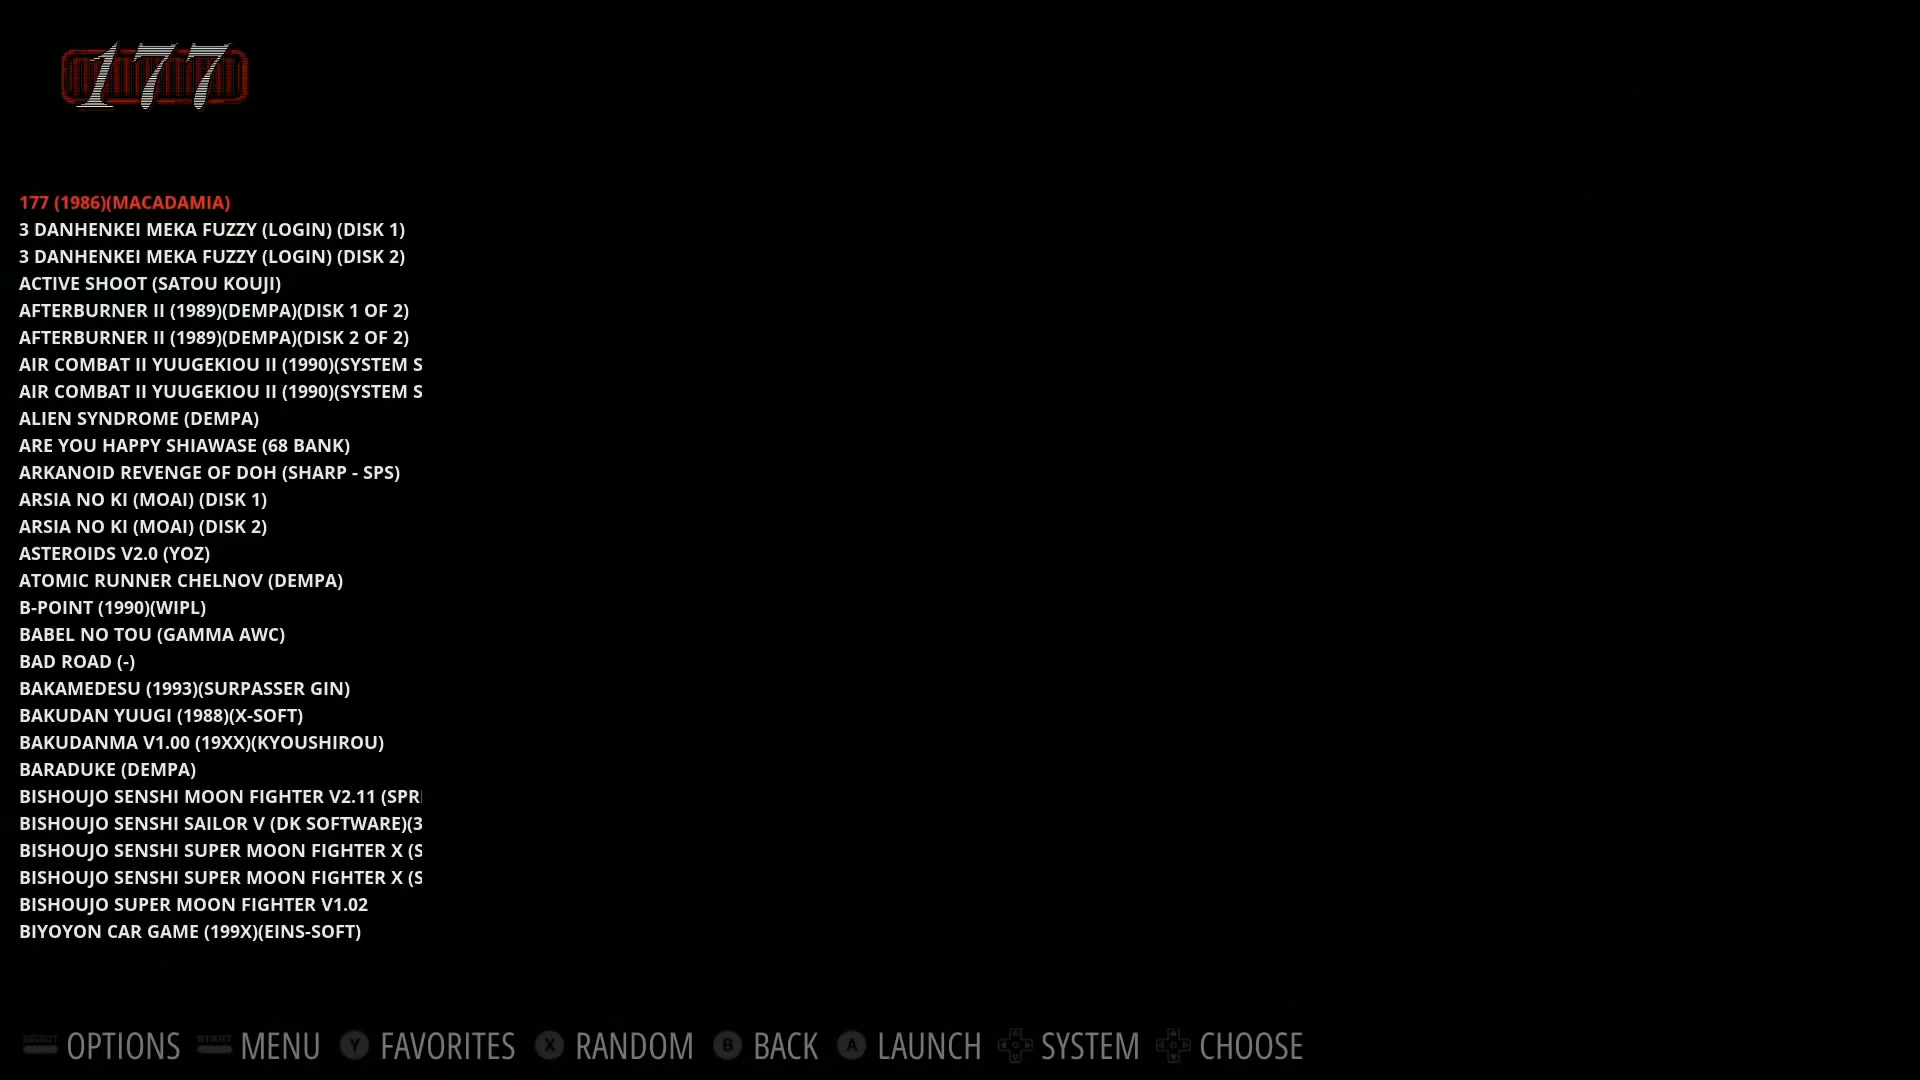 177
177 (1986)(MACADAMIA)
3 DANHENKEI MEKA FUZZY (LOGIN) (DISK 1)
3 DANHENKEI MEKA FUZZY (LOGIN) (DISK 2)
ACTIVE SHOOT (SATOU KOUJI)
AFTERBURNER II (1989)(DEMPA)(DISK 1 OF 2)
AFTERBURNER II (1989)(DEMPA)(DISK 2 OF 2)
AIR COMBAT II YUUGEKIOU II (1990)(SYSTEM S
AIR COMBAT II YUUGEKIOU II (1990)(SYSTEM S
ALIEN SYNDROME (DEMPA)
ARE YOU HAPPY SHIAWASE (68 BANK)
ARKANOID REVENGE OF DOH (SHARP - SPS)
ARSIA NO KI (MOAI) (DISK 1)
ARSIA NO KI (MOAI) (DISK 2)
ASTEROIDS V2.0 (YOZ)
ATOMIC RUNNER CHELNOV (DEMPA)
B-POINT (1990)(WIPL)
BABEL NO TOU (GAMMA AWC)
BAD ROAD (-)
BAKAMEDESU (1993)(SURPASSER GIN)
BAKUDAN YUUGI (1988)(X-SOFT)
BAKUDANMA V1.00 (19XX)(KYOUSHIROU)
BARADUKE (DEMPA)
BISHOUJO SENSHI MOON FIGHTER V2.11 (SPR
BISHOUJO SENSHI SAILOR V (DK SOFTWARE)(3
BISHOUJO SENSHI SUPER MOON FIGHTER X (S
BISHOUJO SENSHI SUPER MOON FIGHTER X (S
BISHOUJO SUPER MOON FIGHTER V1.02
BIYOYON CAR GAME (199X)(EINS-SOFT)
SELECT OPTIONS START MENU Y FAVORITES X RANDOM B BACK A LAUNCH SYSTEM CHOOSE